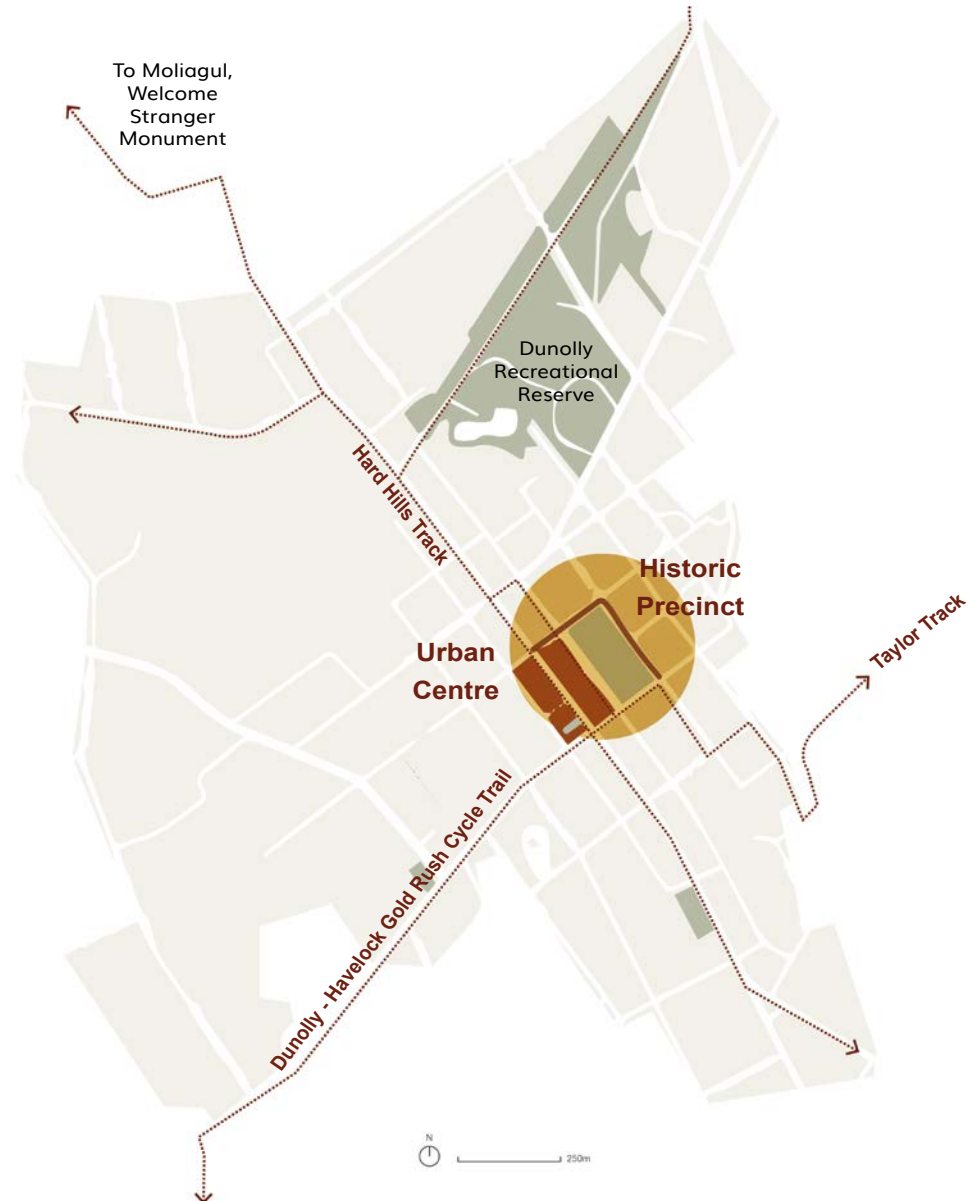 To Moliagul,
Welcome
Stranger
Monument
Dunolly
Recreational
Reserve
Hard Hills Track
Historic
Precinct
Urban
Centre
Taylor Track
Dunolly - Havelock Gold Rush Cycle Trail
N
250m